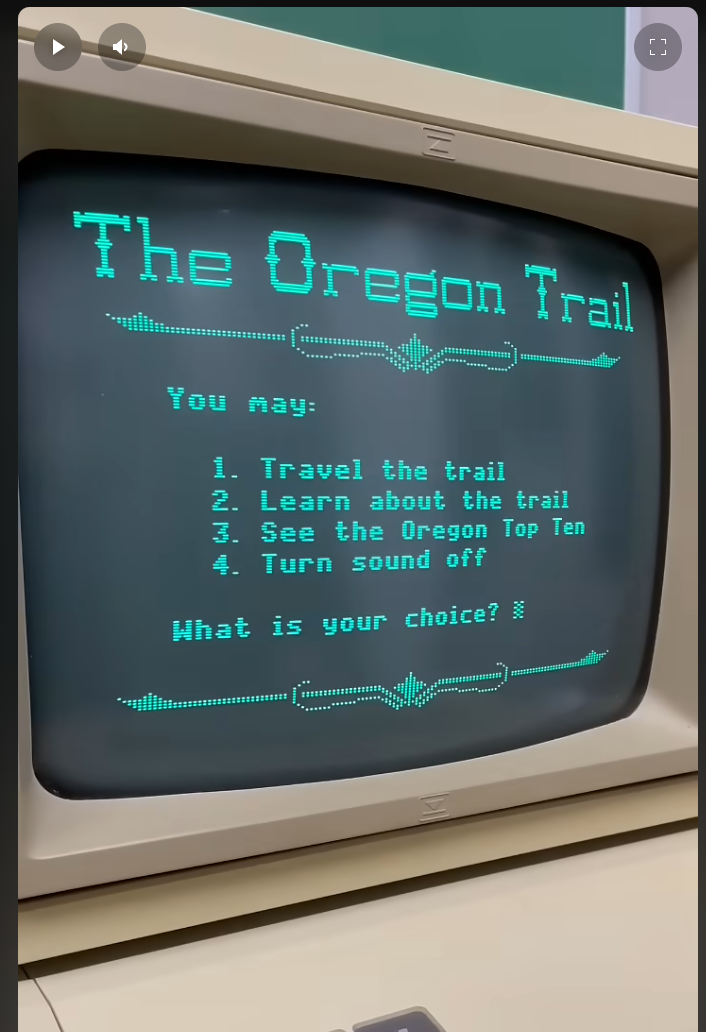 The Oregon Trail
You may:
1. Travel the trail
2. Learn about the trail
3. See the Oregon Top Ten
4. Turn sound off
What is your choice?